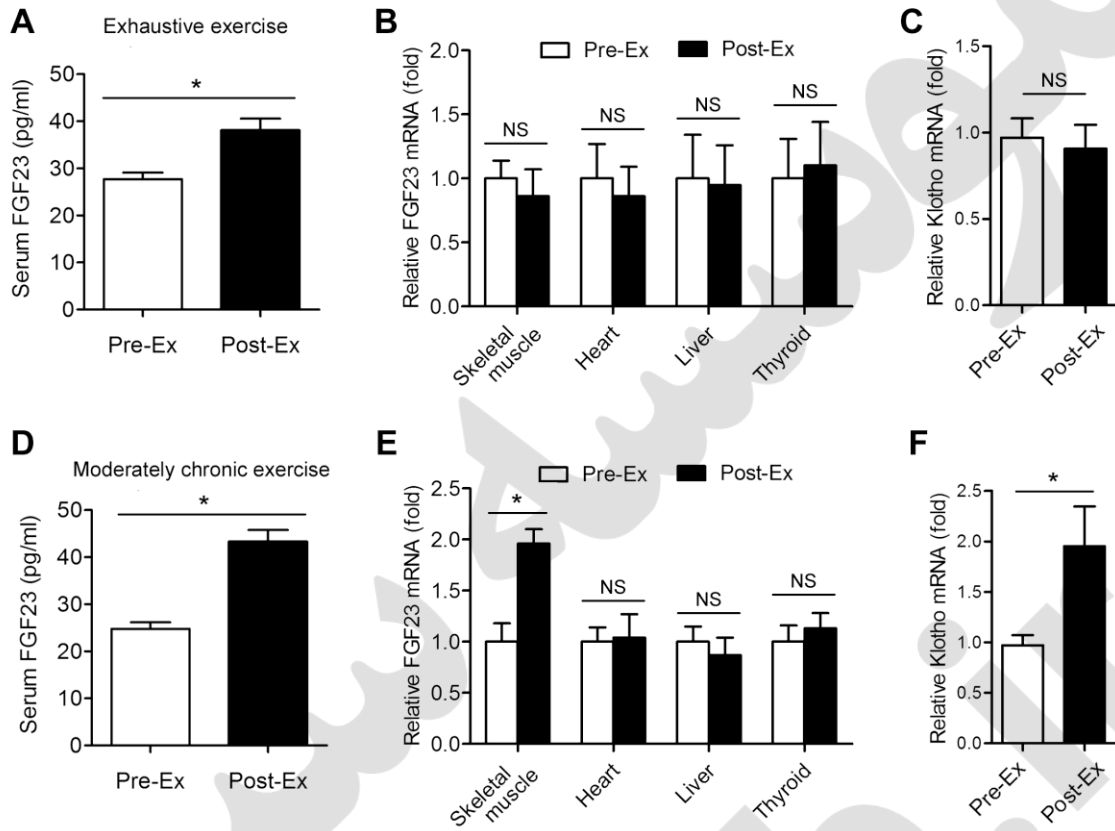 A
Exhaustive exercise
Serum FGF23 (pg/ml)
50
40
30
20
10
0
*
Pre-Ex
Post-Ex
B
Pre-Ex
Post-Ex
Relative FGF23 mRNA (fold)
2.0
1.5
1.0
0.5
0.0
NS
NS
NS
NS
Skeletal
muscle
Heart
Liver
Thyroid
C
Relative Klotho mRNA (fold)
1.5
1.0
0.5
0.0
NS
Pre-Ex
Post-Ex
D
Moderately chronic exercise
Serum FGF23 (pg/ml)
50
40
30
20
10
0
*
Pre-Ex
Post-Ex
E
Pre-Ex
Post-Ex
Relative FGF23 mRNA (fold)
2.5
2.0
1.5
1.0
0.5
0.0
*
NS
NS
NS
Skeletal
muscle
Heart
Liver
Thyroid
F
Relative Klotho mRNA (fold)
2.5
2.0
1.5
1.0
0.5
0.0
*
Pre-Ex
Post-Ex